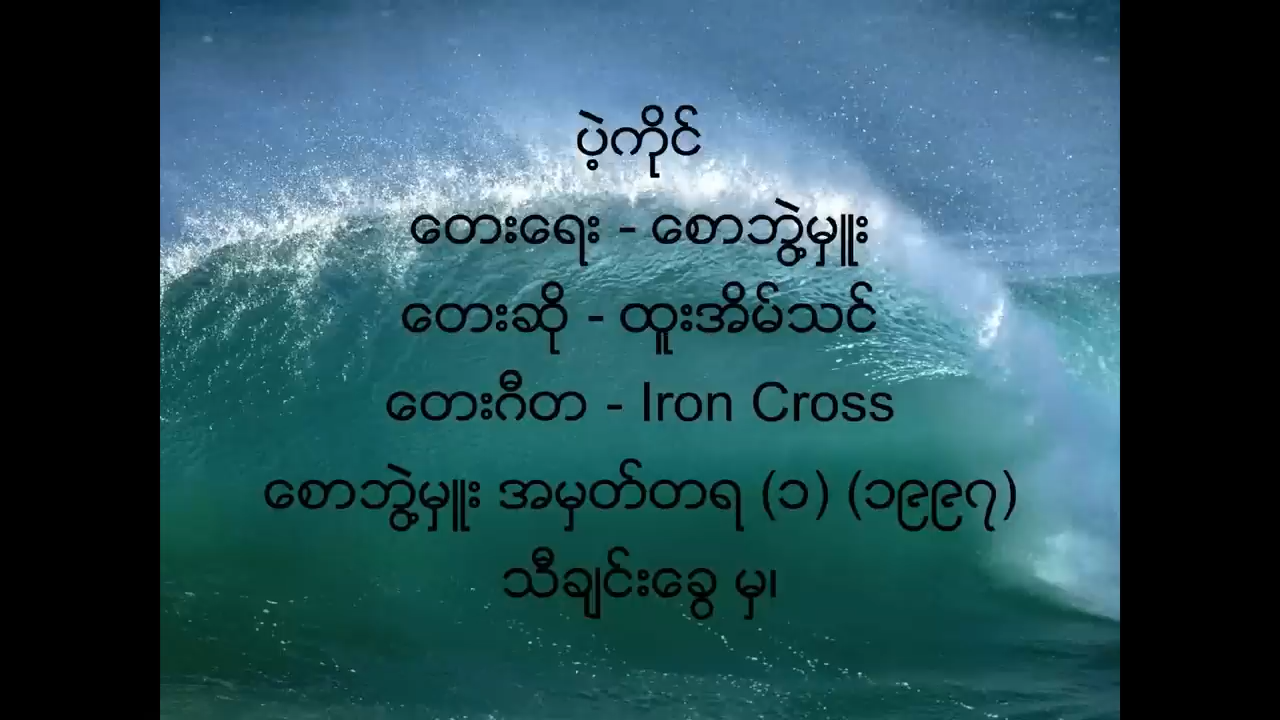 ပဲ့ကိုင်
တေးရေး - စောဘွဲ့မှူး
တေးဆို - ထူးအိမ်သင်
တေးဂီတ - Iron Cross
စောဘွဲ့မှူး အမှတ်တရ (၁) (၁၉၉၇)
သီချင်းခွေ မှ၊